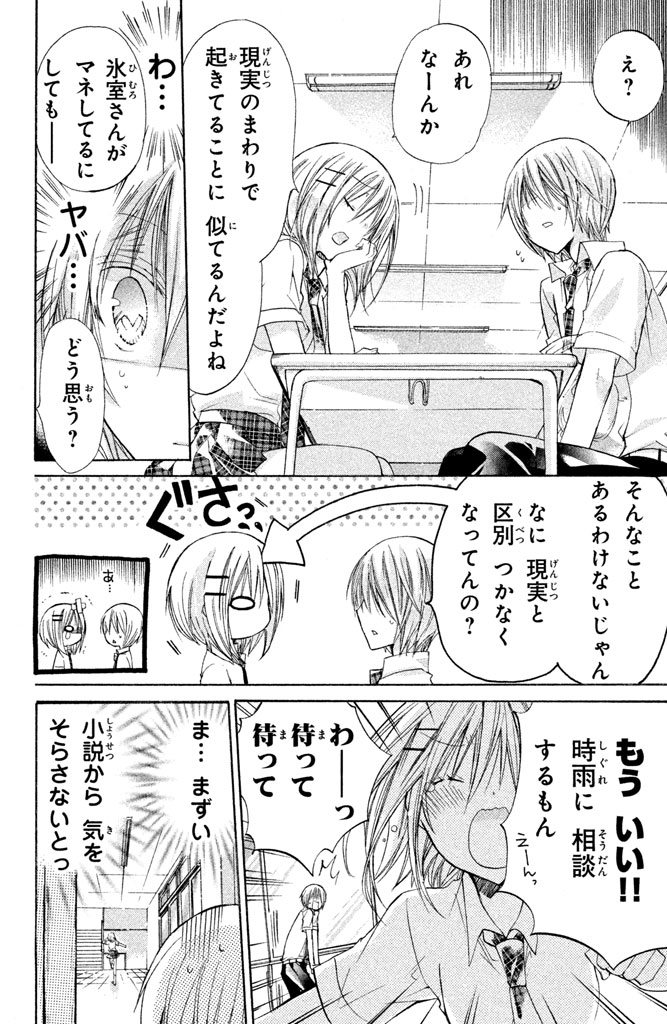 え?
あれ
なーんか
現実のまわりで
起きてることに 似てるんだよね
わ…
氷室さんが
マネしてるに
しても――
ヤバ…
どう思う?
そんなこと
あるわけないじゃん
なに 現実と
区別 つかなく
なってんの?
ぐさっ
あ…
もう いい!!
時雨に 相談
するもん
えーんっ
わーーっ
待って
待って
ま… まずい
小説から 気を
そらさないとっ